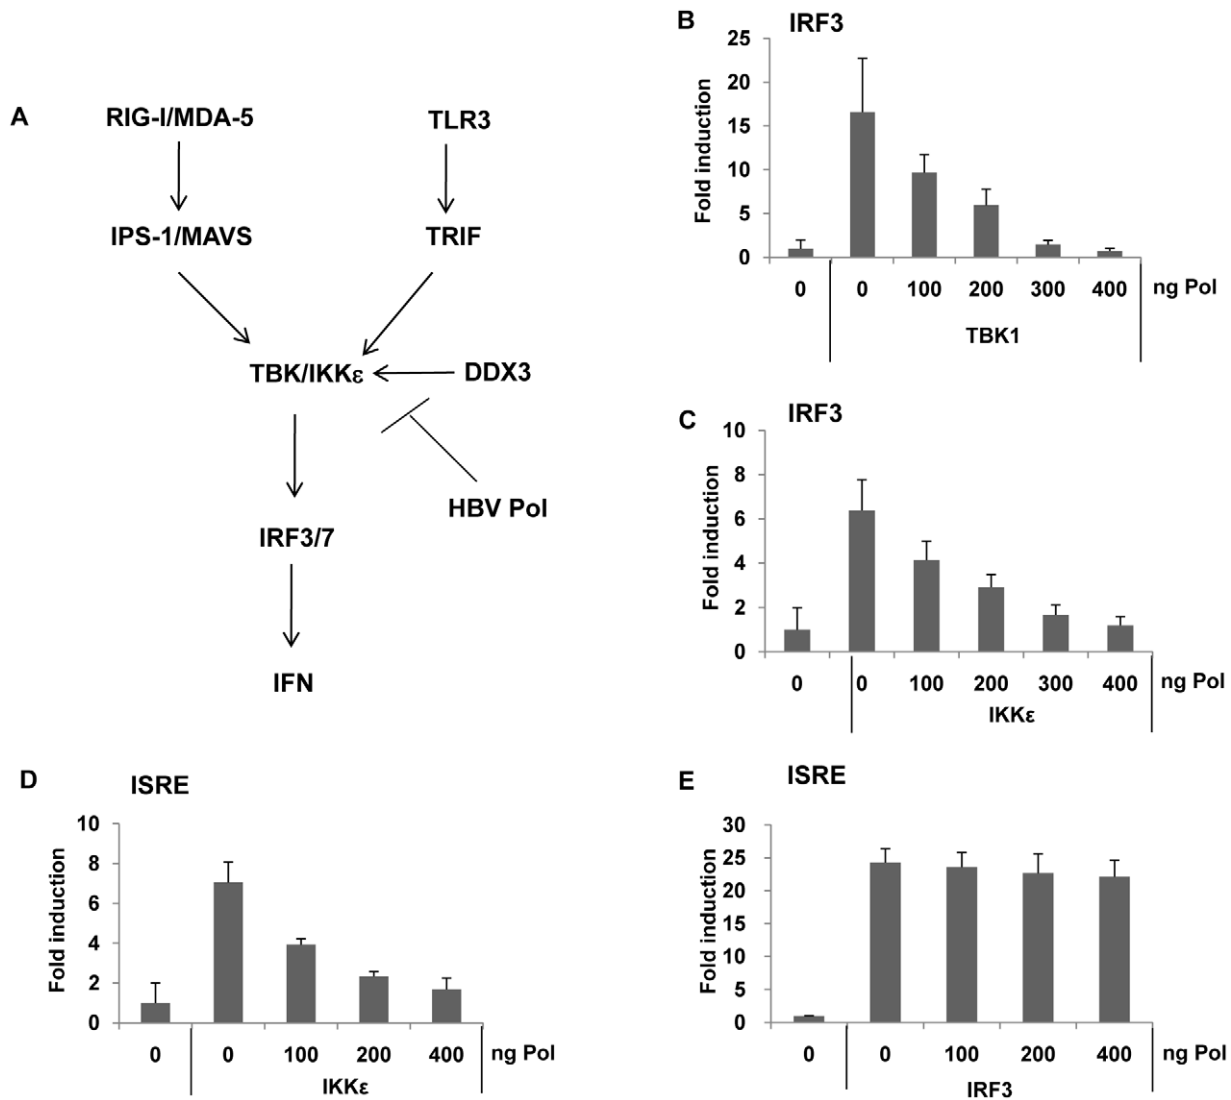 A
RIG-I/MDA-5
TLR3
IPS-1/MAVS
TRIF
TBK/IKKε
DDX3
HBV Pol
IRF3/7
IFN
B
IRF3
Fold induction
25
20
15
10
5
0
0 0 100 200 300 400 ng Pol
TBK1
C
IRF3
Fold induction
10
8
6
4
2
0
0 0 100 200 300 400 ng Pol
IKKε
D
ISRE
Fold induction
10
8
6
4
2
0
0 0 100 200 400 ng Pol
IKKε
E
ISRE
Fold induction
30
25
20
15
10
5
0
0 0 100 200 400 ng Pol
IRF3